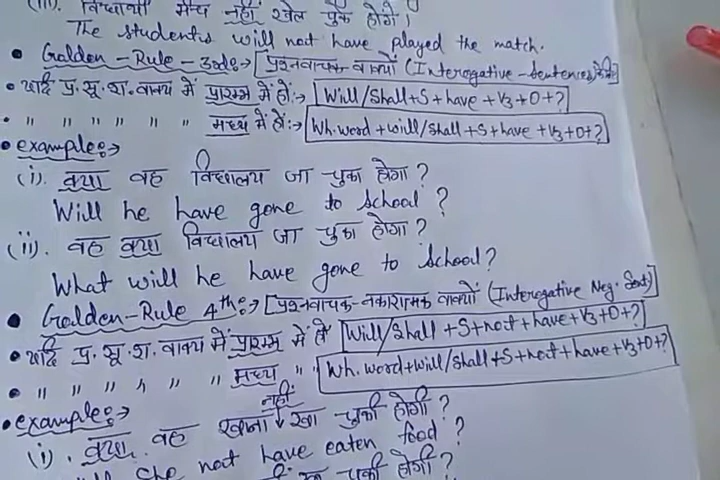 (iii). विद्यार्थी मैच नहीं खेल चुके होंगे।
The students will not have played the match.
• Golden-Rule-3rd:→ [प्रश्नवाचक-वाक्यों (Interogative-Sentences)
• यदि प्र. सू. श. वाक्य में प्रारम्भ में हो:→ [Will/Shall+S+have+V3+O+?]
• " " " " " " मध्य में हो:→ [Wh.word+will/shall+S+have+V3+O+?]
• example:→
(i). क्या वह विद्यालय जा चुका होगा?
Will he have gone to School?
(ii). वह क्या विद्यालय जा चुका होगा?
What will he have gone to School?
• Golden-Rule 4th:→ [प्रश्नवाचक-नकारात्मक वाक्यों (Interogative Neg. Sent)]
• यदि प्र. सू. श. वाक्य में प्रारम्भ में हो [Will/Shall+S+not+have+V3+O+?]
• " " " " " " मध्य " " [Wh.word+will/shall+S+not+have+V3+O+?]
• example:→
(i). क्या वह खाना नहीं खा चुकी होगी?
she not have eaten food?
चुकी होगी?